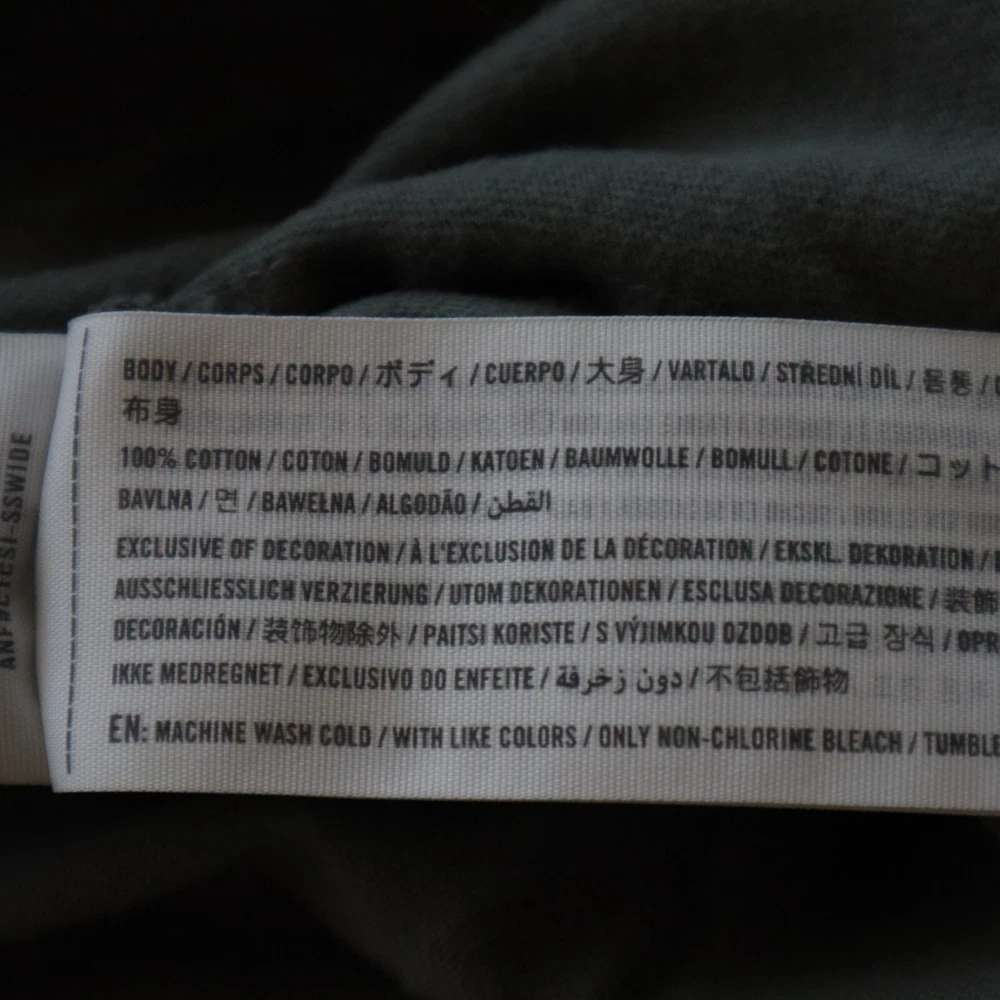 BODY / CORPS / CORPO / ボディ / CUERPO / 大身 / VARTALO / STŘEDNÍ DÍL / 몸통 /
布身
100% COTTON / COTON / BOMULD / KATOEN / BAUMWOLLE / BOMULL / COTONE / コット
BAVLNA / 면 / BAWEŁNA / ALGODÃO / القطن
EXCLUSIVE OF DECORATION / À L'EXCLUSION DE LA DÉCORATION / EKSKL. DEKORATION /
AUSSCHLIESSLICH VERZIERUNG / UTOM DEKORATIONEN / ESCLUSA DECORAZIONE / 装飾
DECORACIÓN / 装饰物除外 / PAITSI KORISTE / S VÝJIMKOU OZDOB / 고급 장식 / OPR
IKKE MEDREGNET / EXCLUSIVO DO ENFEITE / دون زخرفة / 不包括飾物
EN: MACHINE WASH COLD / WITH LIKE COLORS / ONLY NON-CHLORINE BLEACH / TUMBLE